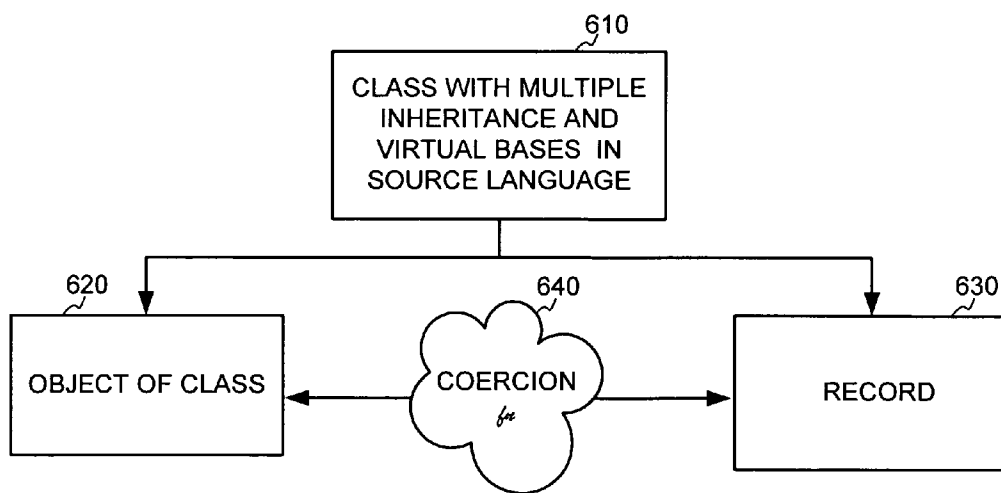 610
CLASS WITH MULTIPLE
INHERITANCE AND
VIRTUAL BASES IN
SOURCE LANGUAGE
620
640
630
OBJECT OF CLASS
COERCION
RECORD